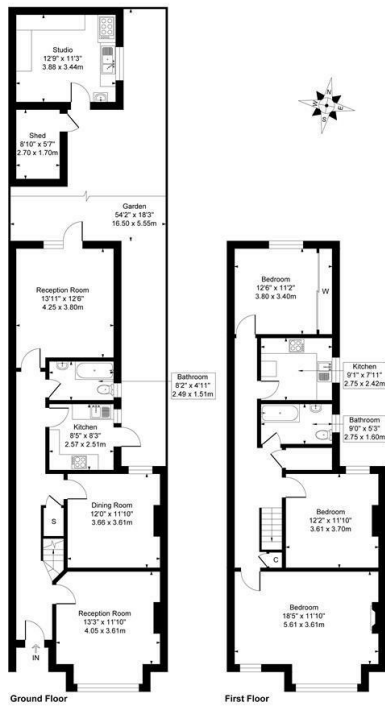 Studio
12'9" x 11'3"
3.88 x 3.44m
Shed
8'10" x 5'7"
2.70 x 1.70m
N
E
S
W
Garden
54'2" x 18'3"
16.50 x 5.55m
Reception Room
13'11" x 12'6"
4.25 x 3.80m
Bathroom
8'2" x 4'11"
2.49 x 1.51m
Kitchen
8'5" x 8'3"
2.57 x 2.51m
Dining Room
12'0" x 11'10"
3.66 x 3.61m
S
Reception Room
13'3" x 11'10"
4.05 x 3.61m
IN
Ground Floor
Bedroom
12'6" x 11'2"
3.80 x 3.40m
W
Kitchen
9'1" x 7'11"
2.75 x 2.42m
Bathroom
9'0" x 5'3"
2.75 x 1.60m
Bedroom
12'2" x 11'10"
3.61 x 3.70m
C
Bedroom
18'5" x 11'10"
5.61 x 3.61m
First Floor